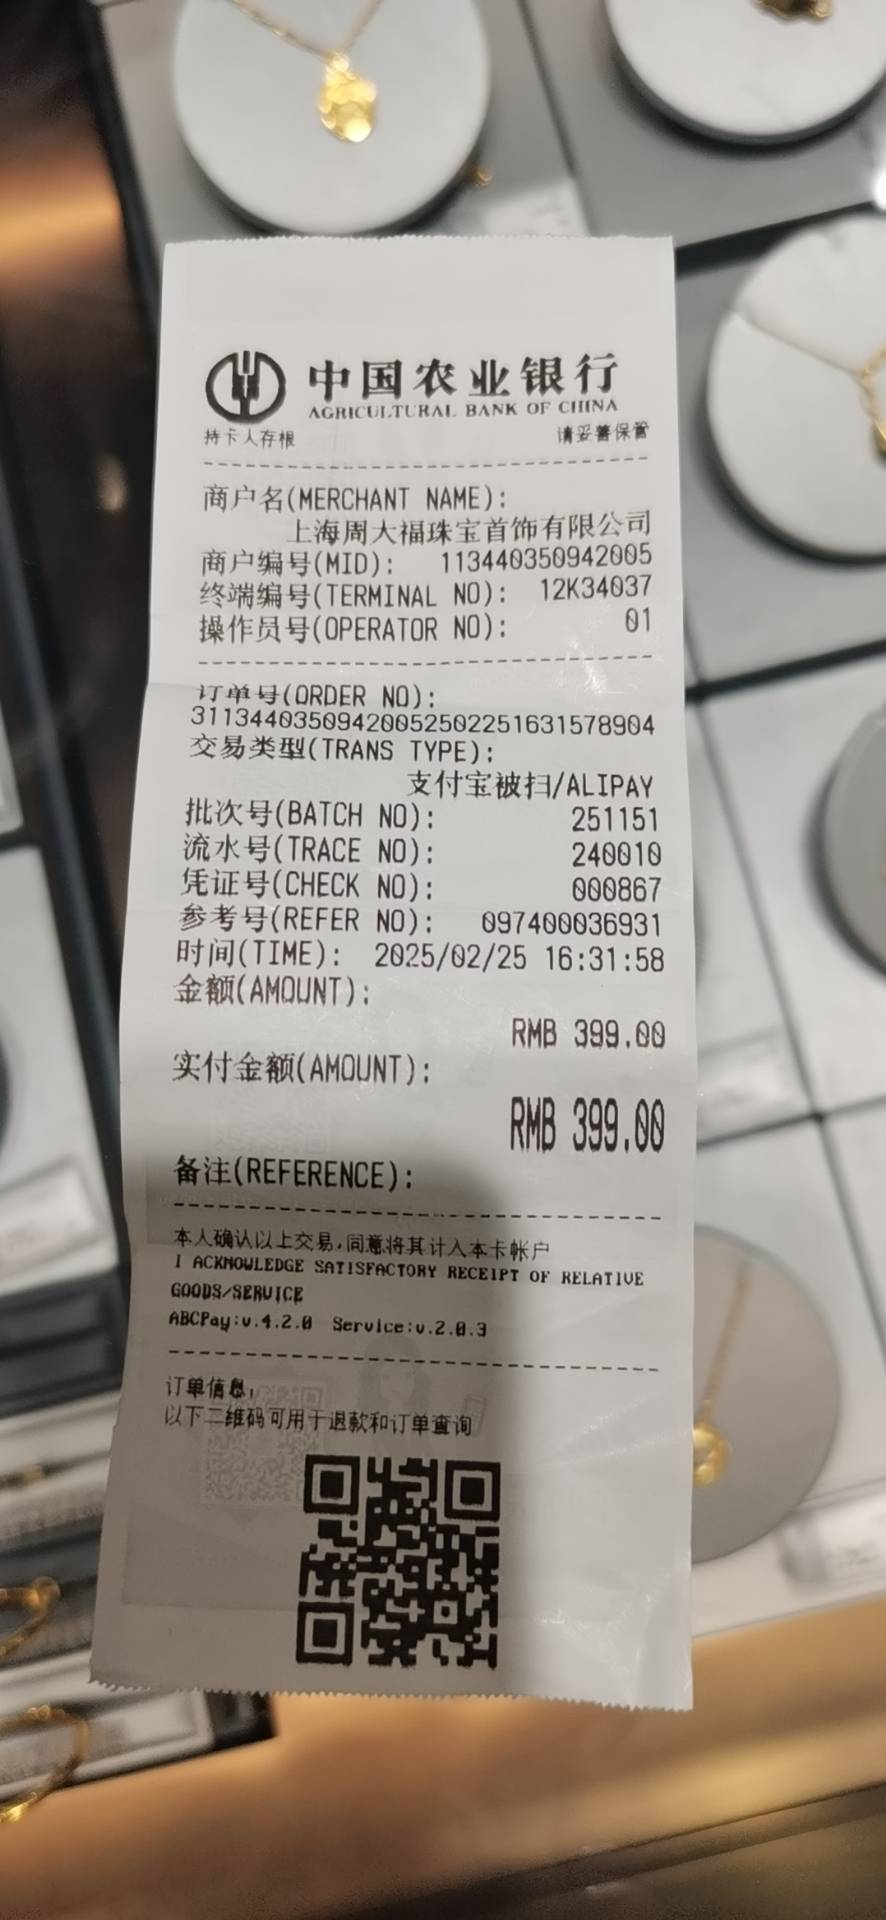 中国农业银行
AGRICULTURAL BANK OF CHINA
持卡人存根 请妥善保管
商户名(MERCHANT NAME):
上海周大福珠宝首饰有限公司
商户编号(MID): 113440350942005
终端编号(TERMINAL NO): 12K34037
操作员号(OPERATOR NO): 01
订单号(ORDER NO):
31134403509420052502251631578904
交易类型(TRANS TYPE):
支付宝被扫/ALIPAY
批次号(BATCH NO): 251151
流水号(TRACE NO): 240010
凭证号(CHECK NO): 000867
参考号(REFER NO): 097400036931
时间(TIME): 2025/02/25 16:31:58
金额(AMOUNT):
RMB 399.00
实付金额(AMOUNT):
RMB 399.00
备注(REFERENCE):
本人确认以上交易,同意将其计入本卡帐户
I ACKNOWLEDGE SATISFACTORY RECEIPT OF RELATIVE
GOODS/SERVICE
ABCPay:v.4.2.0 Service:v.2.0.3
订单信息,
以下二维码可用于退款和订单查询